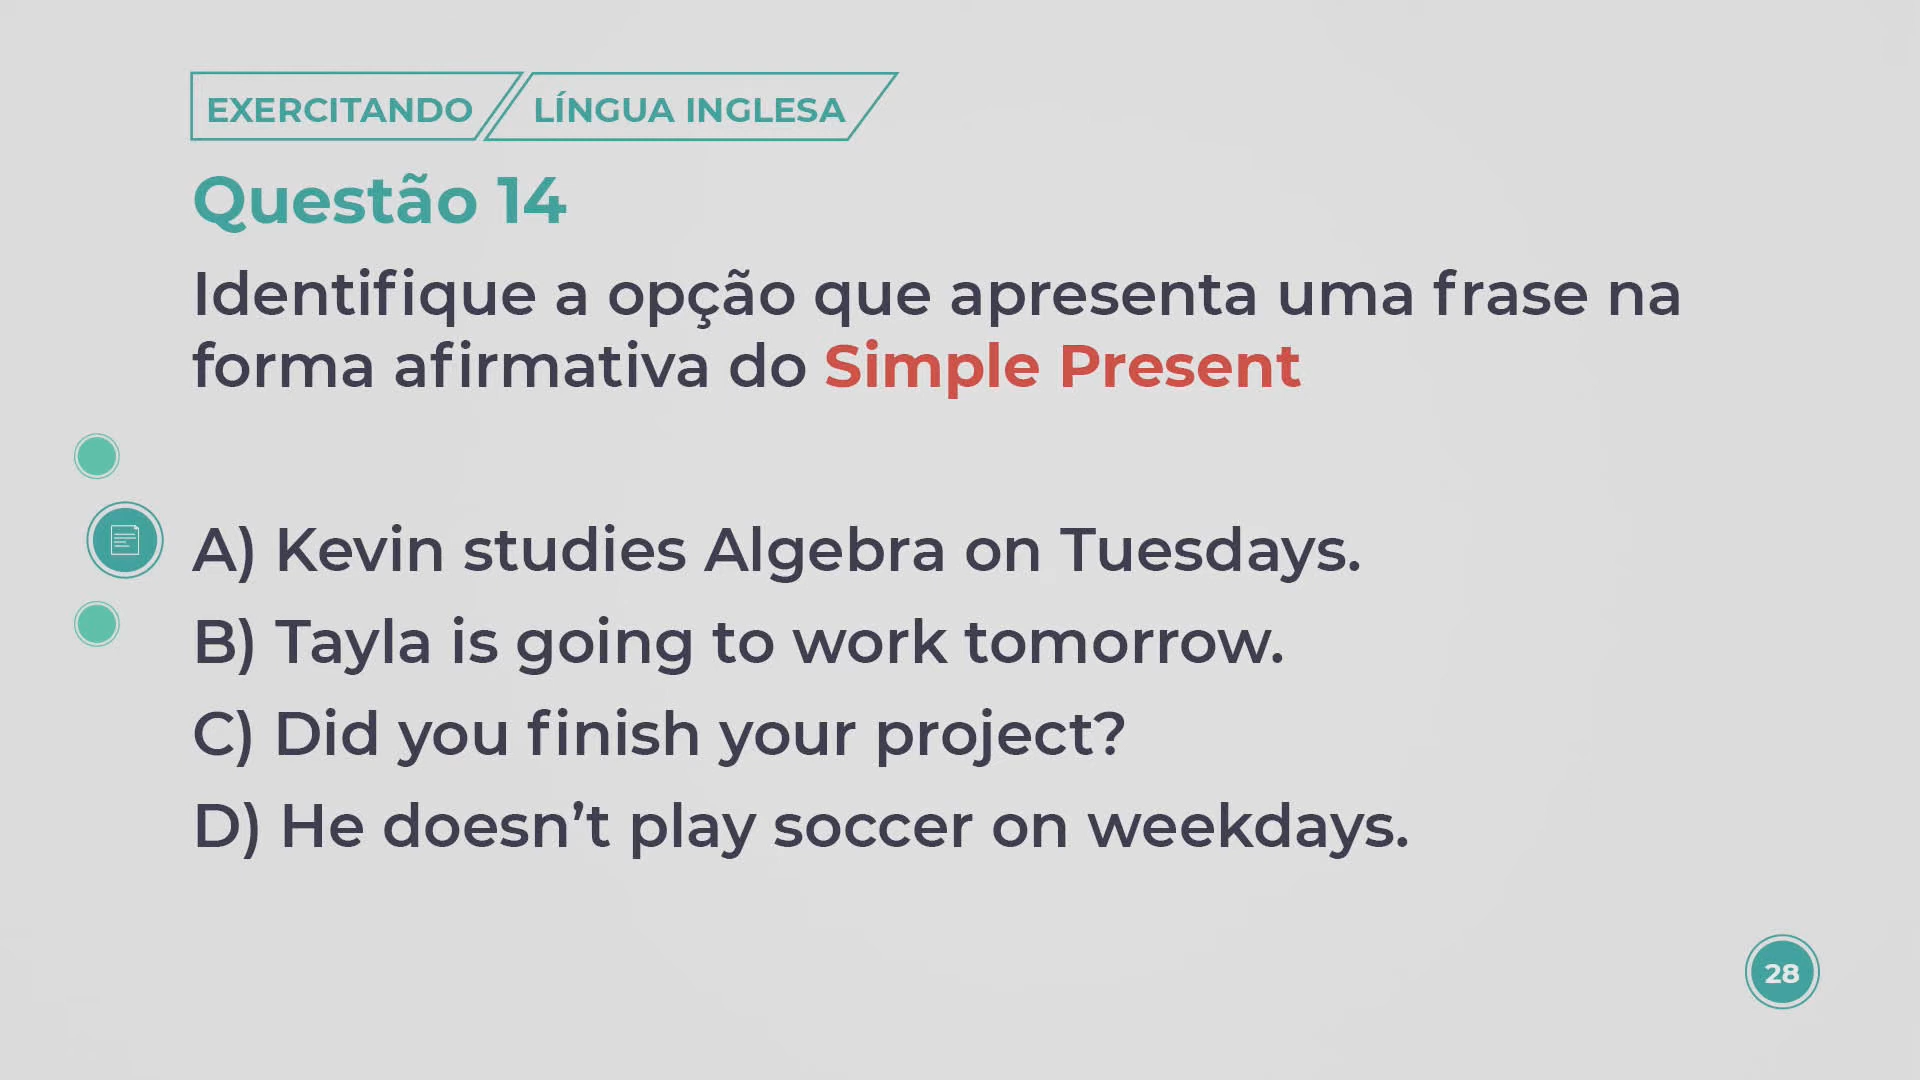 EXERCITANDO LÍNGUA INGLESA
Questão 14
Identifique a opção que apresenta uma frase na
forma afirmativa do Simple Present
A) Kevin studies Algebra on Tuesdays.
B) Tayla is going to work tomorrow.
C) Did you finish your project?
D) He doesn’t play soccer on weekdays.
28